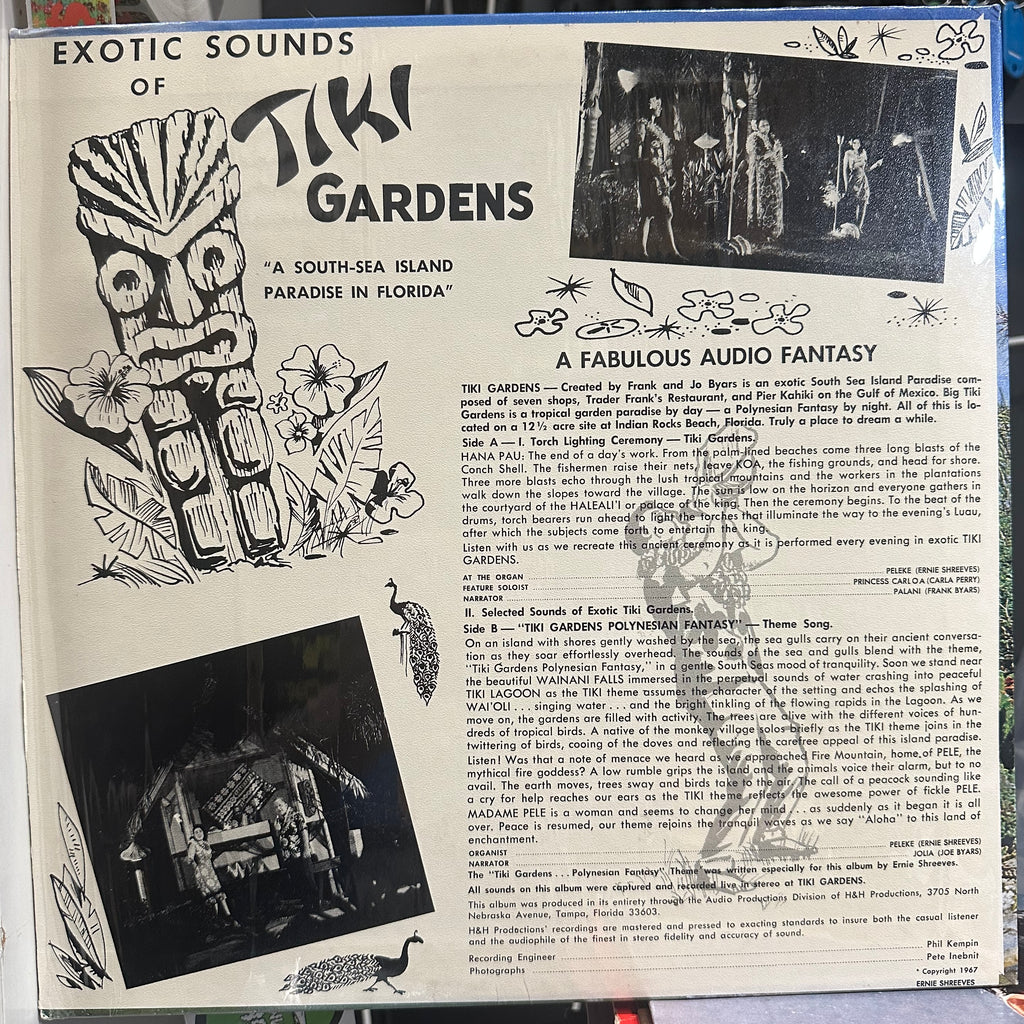 EXOTIC SOUNDS
OF
TIKI
GARDENS
"A SOUTH-SEA ISLAND
PARADISE IN FLORIDA"
A FABULOUS AUDIO FANTASY
TIKI GARDENS — Created by Frank and Jo Byars is an exotic South Sea Island Paradise com-
posed of seven shops, Trader Frank's Restaurant, and Pier Kahiki on the Gulf of Mexico. Big Tiki
Gardens is a tropical garden paradise by day — a Polynesian Fantasy by night. All of this is lo-
cated on a 12½ acre site at Indian Rocks Beach, Florida. Truly a place to dream a while.
Side A — I. Torch Lighting Ceremony — Tiki Gardens.
HANA PAU: The end of a day's work. From the palm-lined beaches come three long blasts of the
Conch Shell. The fishermen raise their nets, leave KOA, the fishing grounds, and head for shore.
Three more blasts echo through the lush tropical mountains and the workers in the plantations
walk down the slopes toward the village. The sun is low on the horizon and everyone gathers in
the courtyard of the HALEALI'I or palace of the king. Then the ceremony begins. To the beat of the
drums, torch bearers run ahead to light the torches that illuminate the way to the evening's Luau,
after which the subjects come forth to entertain the king.
Listen with us as we recreate this ancient ceremony as it is performed every evening in exotic TIKI
GARDENS.
AT THE ORGAN PELEKE (ERNIE SHREEVES)
FEATURE SOLOIST PRINCESS CARLOA (CARLA PERRY)
NARRATOR PALANI (FRANK BYARS)
II. Selected Sounds of Exotic Tiki Gardens.
Side B — "TIKI GARDENS POLYNESIAN FANTASY" — Theme Song.
On an island with shores gently washed by the sea, the sea gulls carry on their ancient conversa-
tion as they soar effortlessly overhead. The sounds of the sea and gulls blend with the theme,
"Tiki Gardens Polynesian Fantasy," in a gentle South Seas mood of tranquility. Soon we stand near
the beautiful WAINANI FALLS immersed in perpetual sounds of water crashing into peaceful
TIKI LAGOON as the TIKI theme assumes the character of the setting and echos the splashing of
WAI'OLI . . . singing water . . . and the bright tinkling of the flowing rapids in the Lagoon. As we
move on, the gardens are filled with activity. The trees are alive with the different voices of hun-
dreds of tropical birds. A native of the monkey village solos briefly as the TIKI theme joins in the
twittering of birds, cooing of the doves and reflecting the carefree appeal of this island paradise.
Listen! Was that a note of menace we heard as we approach Fire Mountain, home of PELE, the
mythical fire goddess? A low rumble grips the island and the animals voice their alarm, but to no
avail. The earth moves, trees sway and birds take to the air. The call of a peacock sounding like
a cry for help reaches our ears as the TIKI theme reflects the awesome power of fickle PELE.
MADAME PELE is a woman and seems to change her mind . . . as suddenly as it began it is all
over. Peace is resumed, our theme rejoins the tranquil waves as we say "Aloha" to this land of
enchantment.
ORGANIST PELEKE (ERNIE SHREEVES)
NARRATOR JOLIA (JOE BYARS)
The "Tiki Gardens . . . Polynesian Fantasy" Theme was written especially for this album by Ernie Shreeves.
All sounds on this album were captured and recorded live in stereo at TIKI GARDENS.
This album was produced in its entirety through the Audio Productions Division of H&H Productions, 3705 North
Nebraska Avenue, Tampa, Florida 33603.
H&H Prodoctions' recordings are mastered and pressed to exacting standards to insure both the casual listener
and the audiophile of the finest in stereo fidelity and accuracy of sound.
Recording Engineer Phil Kempin
Photographs Pete Inebnit
* Copyright 1967
ERNIE SHREEVES